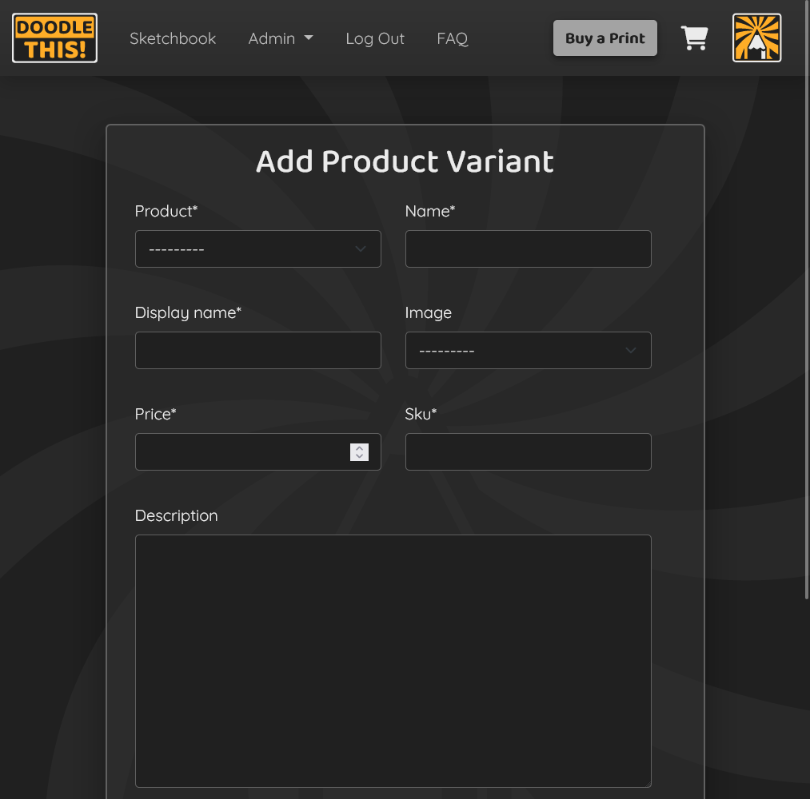 DOODLE
THIS!
Sketchbook
Admin
Log Out
FAQ
Buy a Print
Add Product Variant
Product*
Name*
---------
Display name*
Image
---------
Price*
Sku*
Description